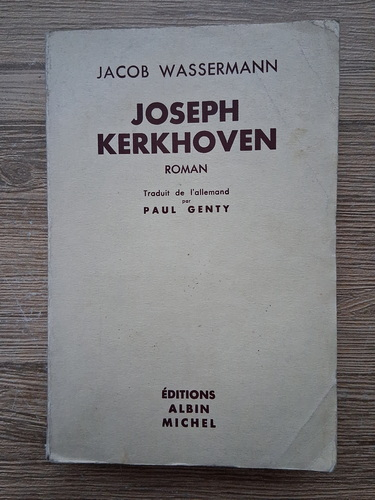 JACOB WASSERMANN
JOSEPH
KERKHOVEN
ROMAN
Traduit de l'allemand
par
PAUL GENTY
ÉDITIONS
ALBIN
MICHEL